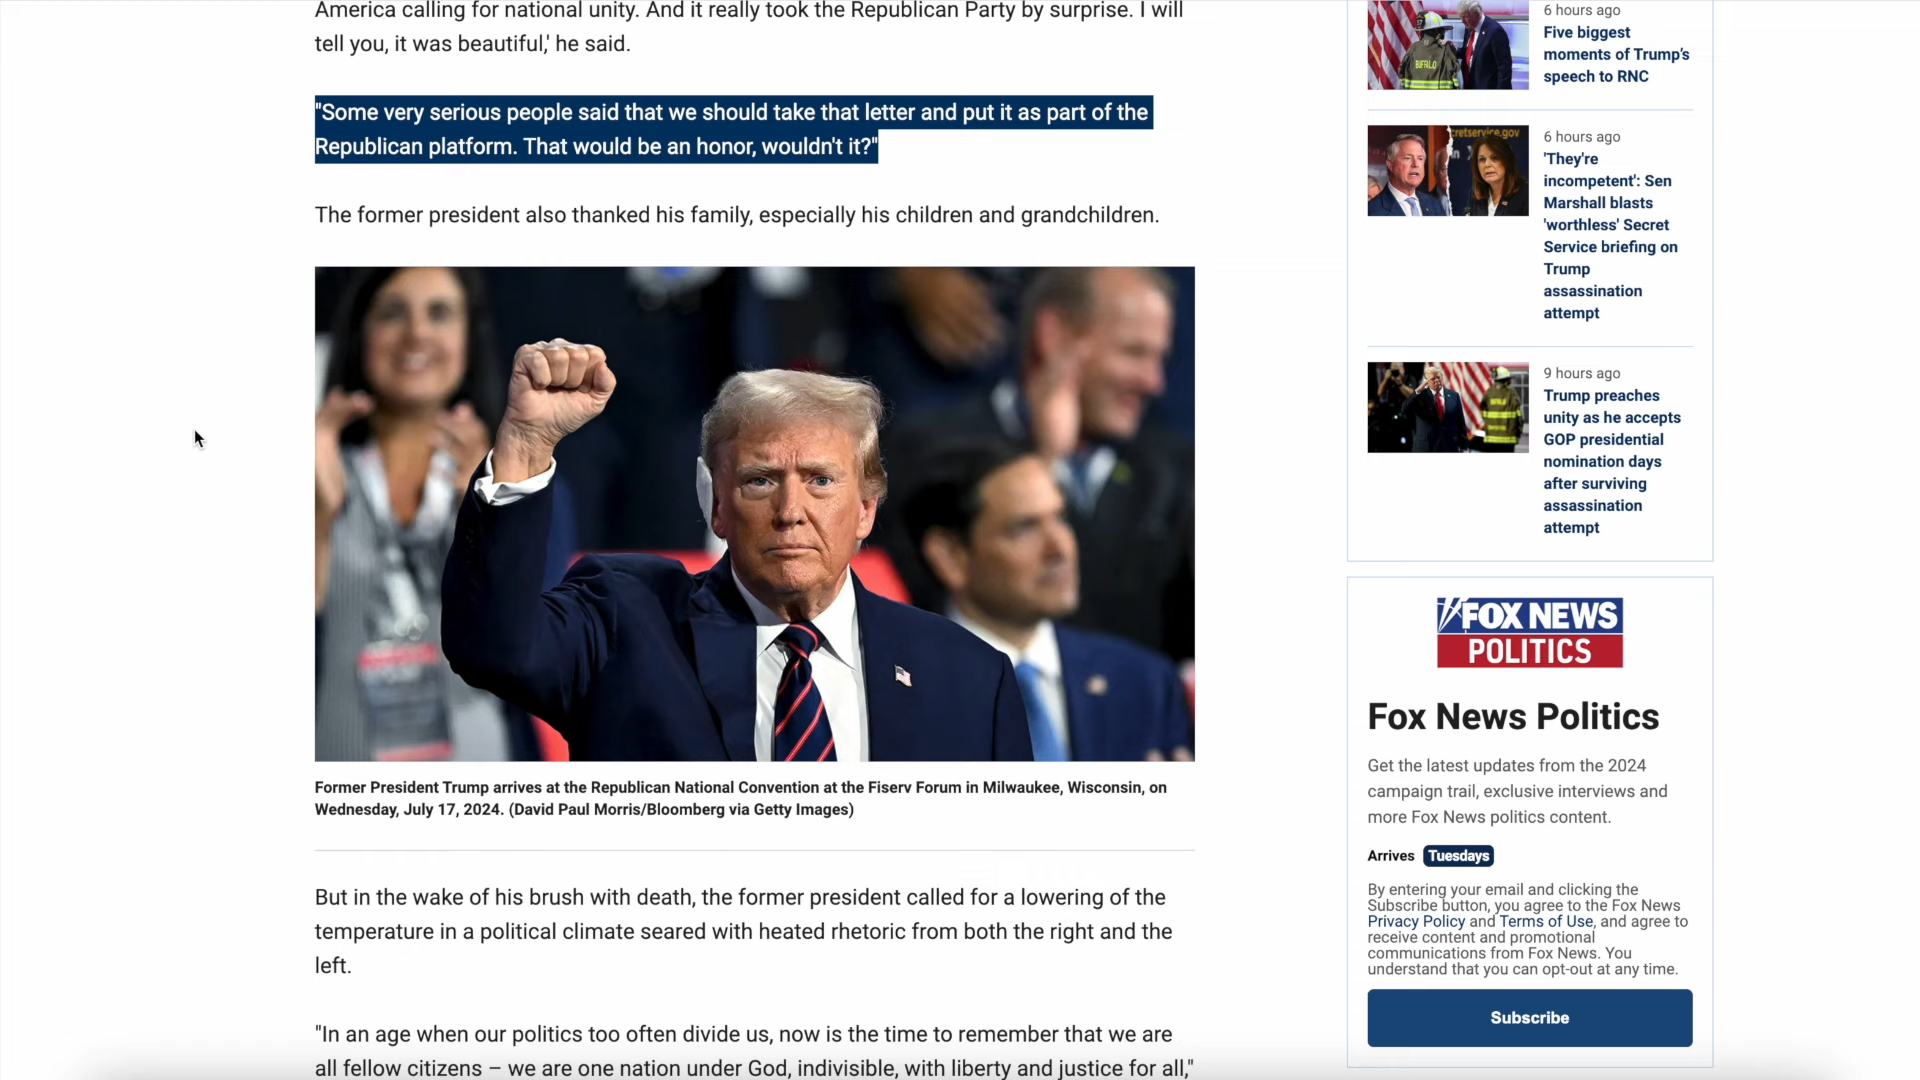 America calling for national unity. And it really took the Republican Party by surprise. I will
tell you, it was beautiful,' he said.
"Some very serious people said that we should take that letter and put it as part of the
Republican platform. That would be an honor, wouldn't it?"
The former president also thanked his family, especially his children and grandchildren.
Former President Trump arrives at the Republican National Convention at the Fiserv Forum in Milwaukee, Wisconsin, on
Wednesday, July 17, 2024. (David Paul Morris/Bloomberg via Getty Images)
But in the wake of his brush with death, the former president called for a lowering of the
temperature in a political climate seared with heated rhetoric from both the right and the
left.
"In an age when our politics too often divide us, now is the time to remember that we are
all fellow citizens – we are one nation under God, indivisible, with liberty and justice for all,"
BUFFALO
6 hours ago
Five biggest
moments of Trump's
speech to RNC
cretservice.gov
6 hours ago
'They're
incompetent': Sen
Marshall blasts
'worthless' Secret
Service briefing on
Trump
assassination
attempt
9 hours ago
Trump preaches
unity as he accepts
GOP presidential
nomination days
after surviving
assassination
attempt
FOX NEWS
POLITICS
Fox News Politics
Get the latest updates from the 2024
campaign trail, exclusive interviews and
more Fox News politics content.
Arrives Tuesdays
By entering your email and clicking the
Subscribe button, you agree to the Fox News
Privacy Policy and Terms of Use, and agree to
receive content and promotional
communications from Fox News. You
understand that you can opt-out at any time.
Subscribe